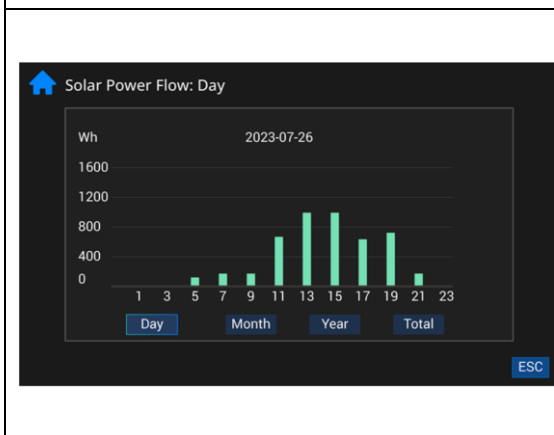 Solar Power Flow: Day
Wh 2023-07-26
1600
1200
800
400
0
1 3 5 7 9 11 13 15 17 19 21 23
Day Month Year Total
ESC